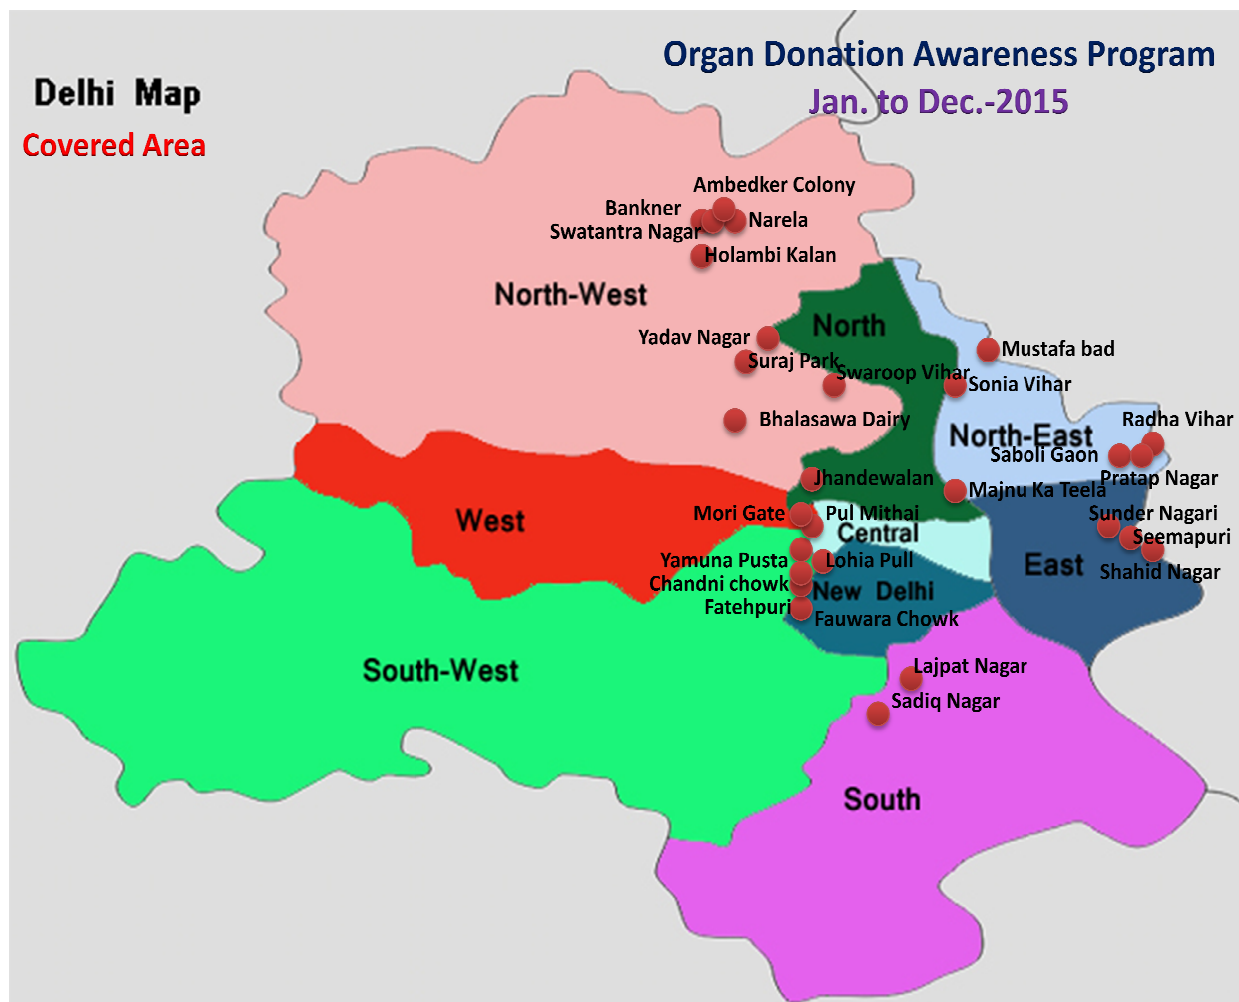 Organ Donation Awareness Program
Delhi Map
Jan. to Dec.-2015
Covered Area
Ambedker Colony
Bankner
Narela
Swatantra Nagar
Holambi Kalan
North-West
North
Yadav Nagar
Mustafa bad
Suraj Park
Swaroop Vihar
Sonia Vihar
Bhalasawa Dairy
Radha Vihar
North-East
Saboli Gaon
Jhandewalan
Pratap Nagar
Majnu Ka Teela
Mori Gate
Pul Mithai
Sunder Nagari
West
Central
Seemapuri
Yamuna Pusta
Lohia Pull
East
Shahid Nagar
Chandni chowk
New Delhi
Fatehpuri
Fauwara Chowk
South-West
Lajpat Nagar
Sadiq Nagar
South